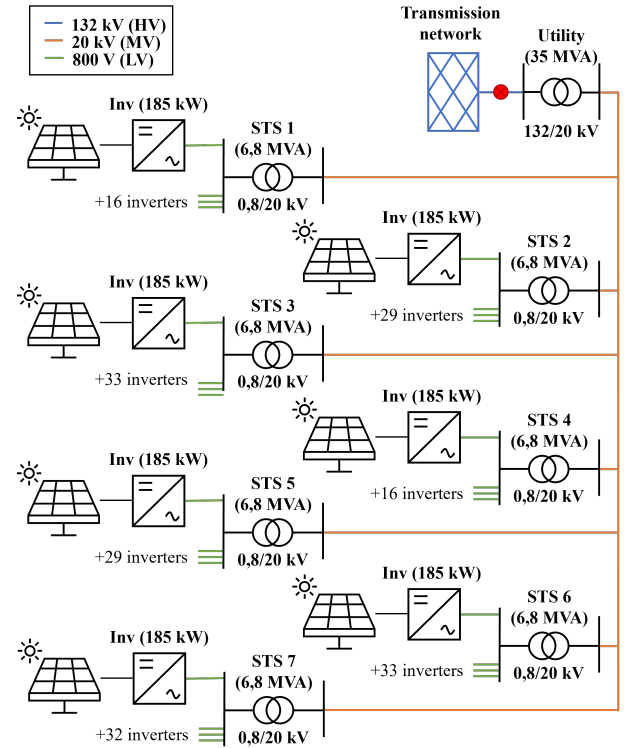 132 kV (HV)
20 kV (MV)
800 V (LV)
Transmission
network
Utility
(35 MVA)
132/20 kV
Inv (185 kW)
STS 1
(6,8 MVA)
0,8/20 kV
+16 inverters
Inv (185 kW)
STS 2
(6,8 MVA)
0,8/20 kV
+29 inverters
Inv (185 kW)
STS 3
(6,8 MVA)
0,8/20 kV
+33 inverters
Inv (185 kW)
STS 4
(6,8 MVA)
0,8/20 kV
+16 inverters
Inv (185 kW)
STS 5
(6,8 MVA)
0,8/20 kV
+29 inverters
Inv (185 kW)
STS 6
(6,8 MVA)
0,8/20 kV
+33 inverters
Inv (185 kW)
STS 7
(6,8 MVA)
0,8/20 kV
+32 inverters